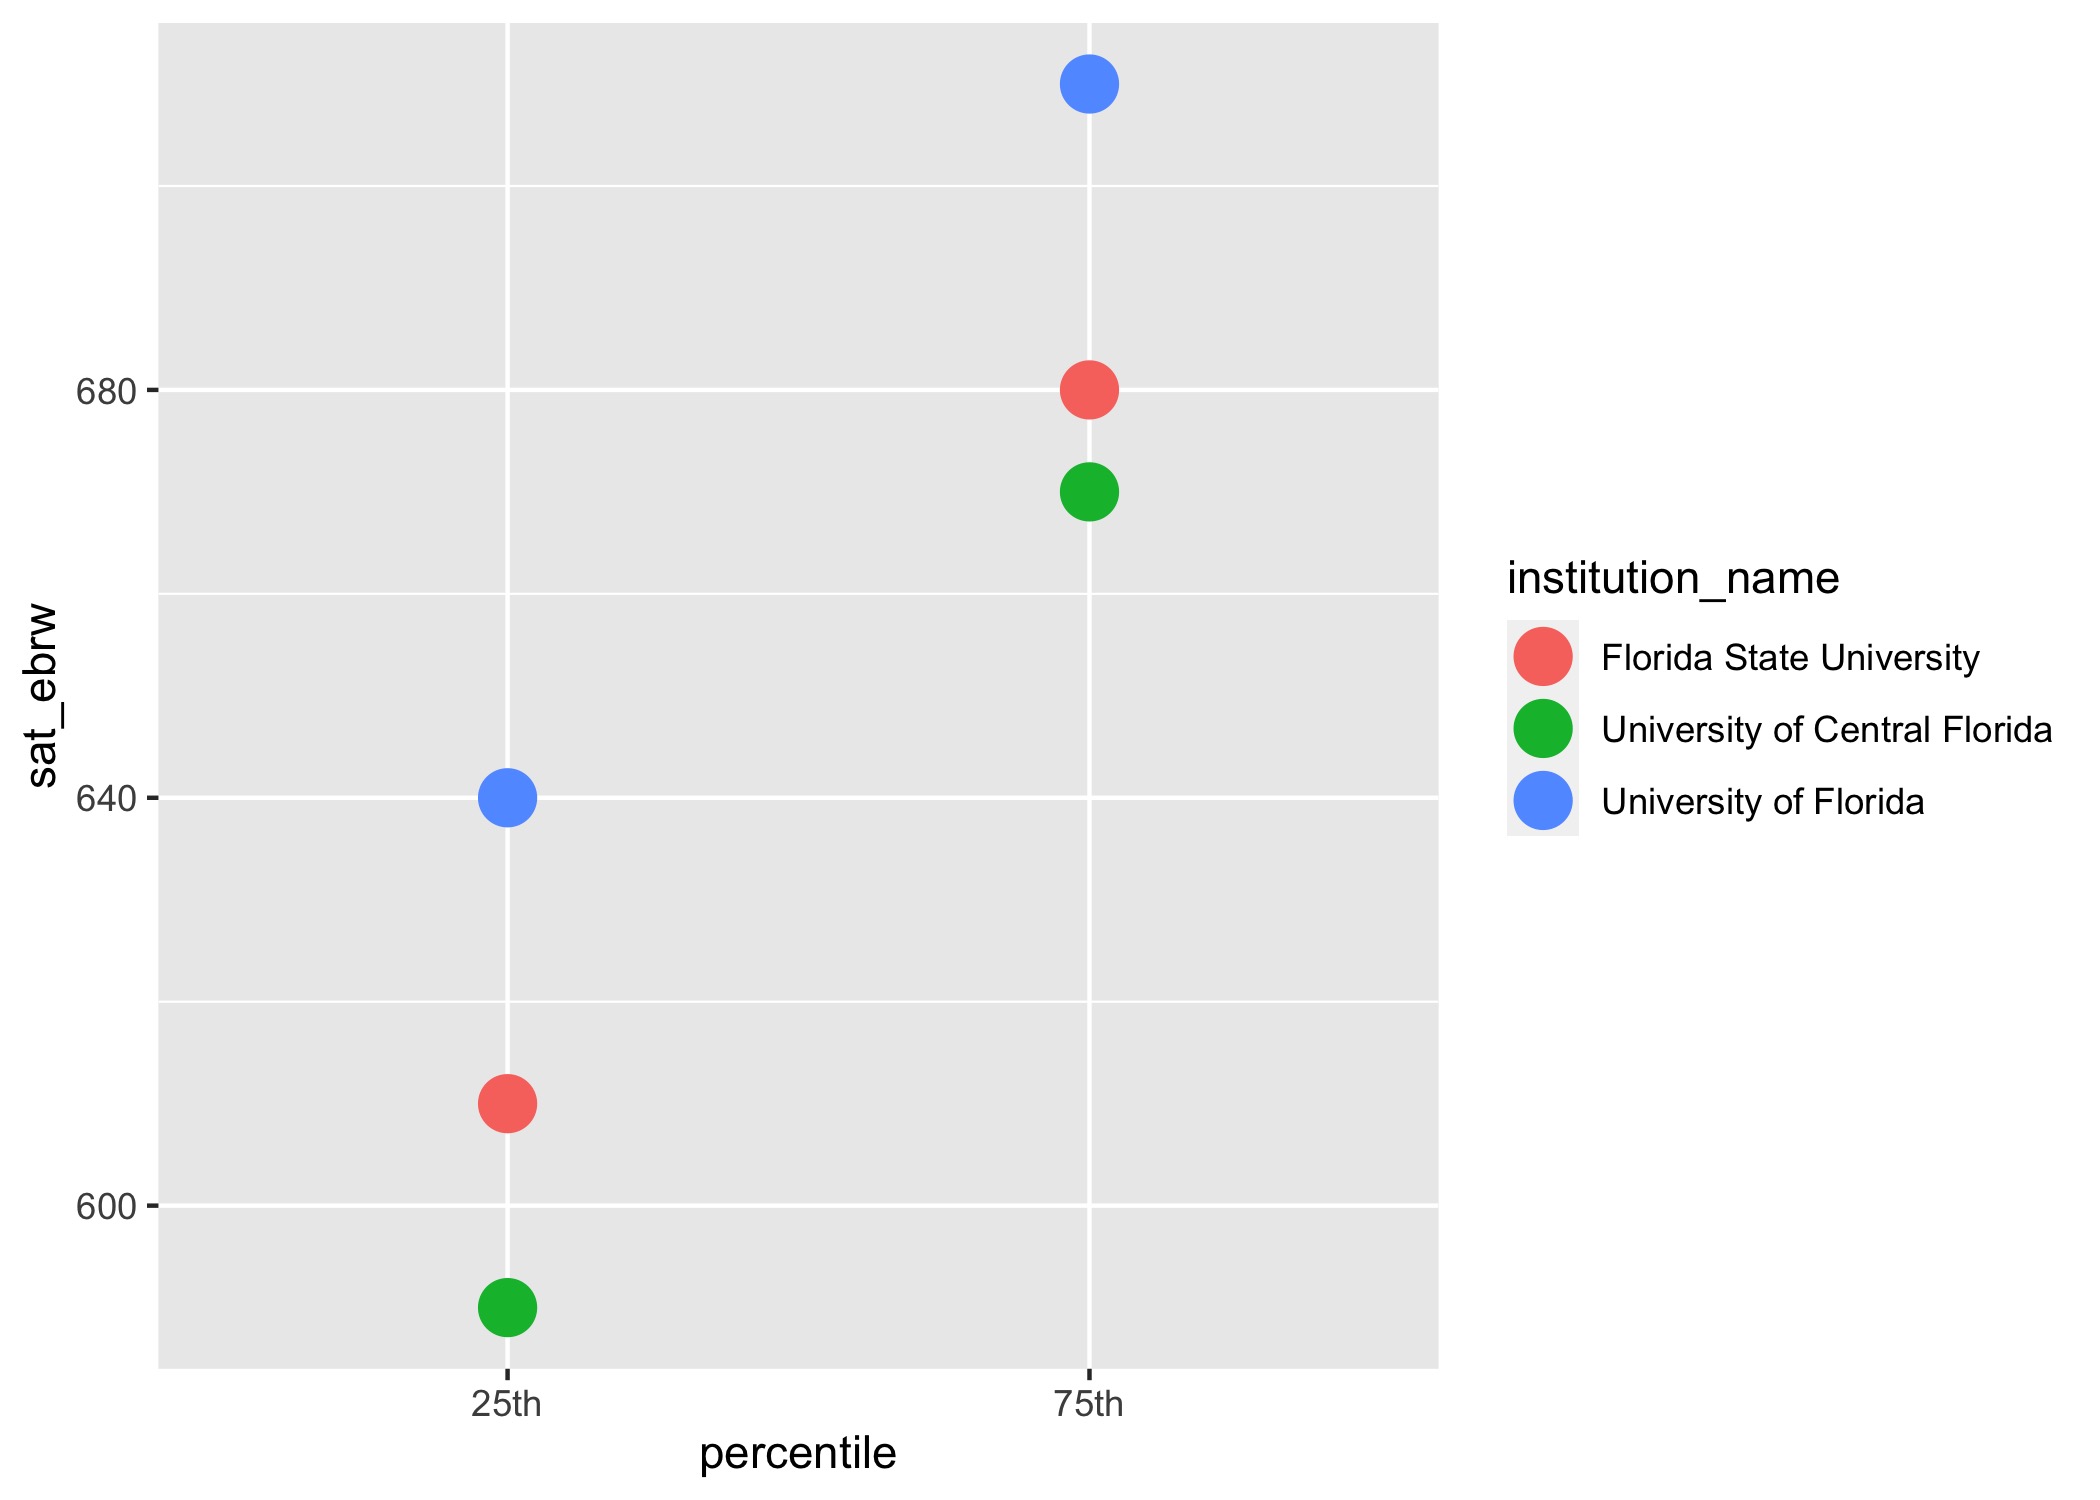 sat_ebrw
680
640
600
25th
75th
percentile
institution_name
Florida State University
University of Central Florida
University of Florida